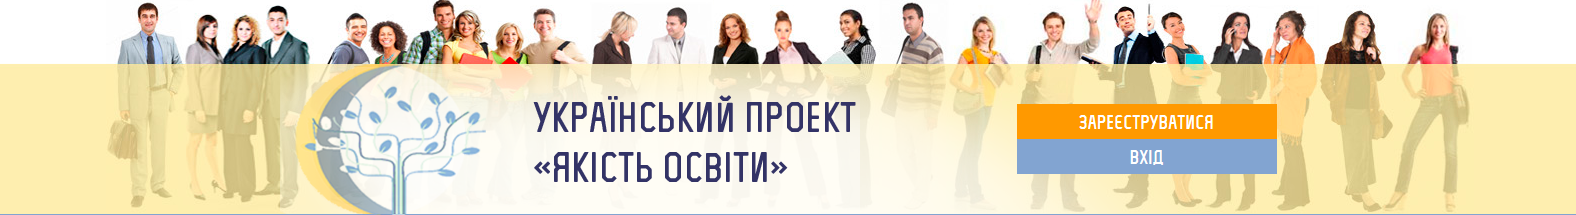 УКРАЇНСЬКИЙ ПРОЕКТ
«ЯКІСТЬ ОСВІТИ»
ЗАРЕЄСТРУВАТИСЯ
ВХІД